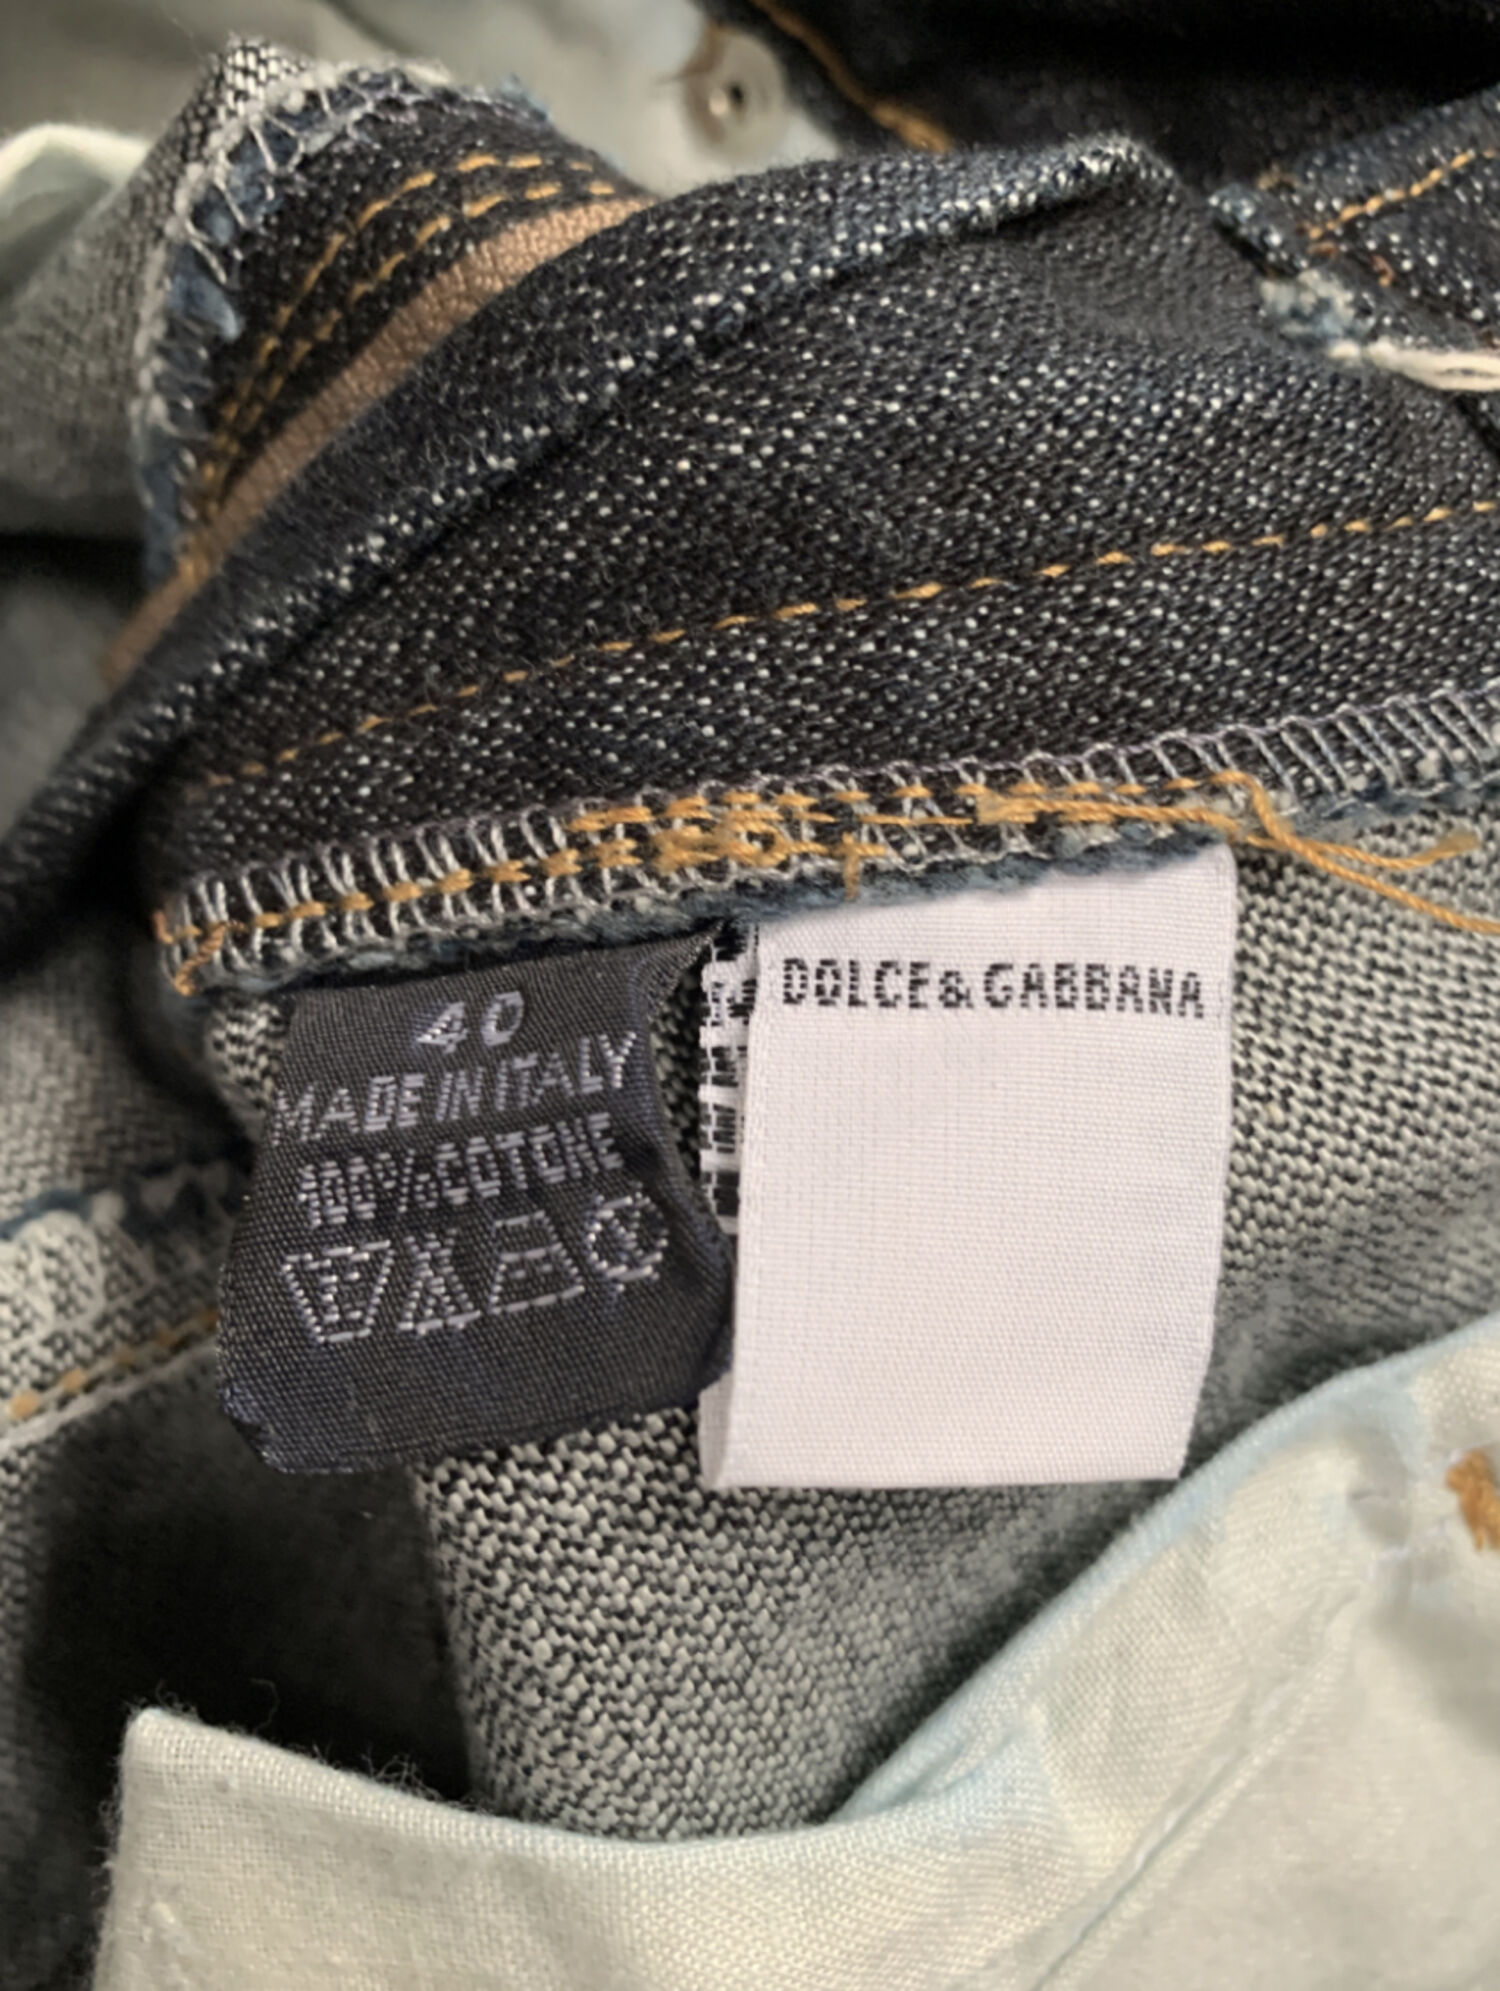 40
MADE IN ITALY
100% COTONE
DOLCE & GABBANA